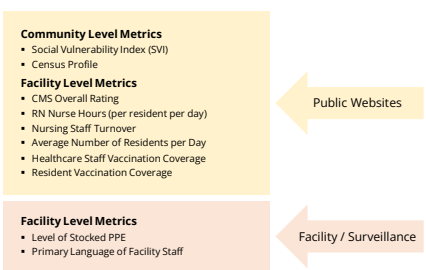 Community Level Metrics
▪ Social Vulnerability Index (SVI)
▪ Census Profile
Facility Level Metrics
▪ CMS Overall Rating
▪ RN Nurse Hours (per resident per day)
▪ Nursing Staff Turnover
▪ Average Number of Residents per Day
▪ Healthcare Staff Vaccination Coverage
▪ Resident Vaccination Coverage
Public Websites
Facility Level Metrics
▪ Level of Stocked PPE
▪ Primary Language of Facility Staff
Facility / Surveillance